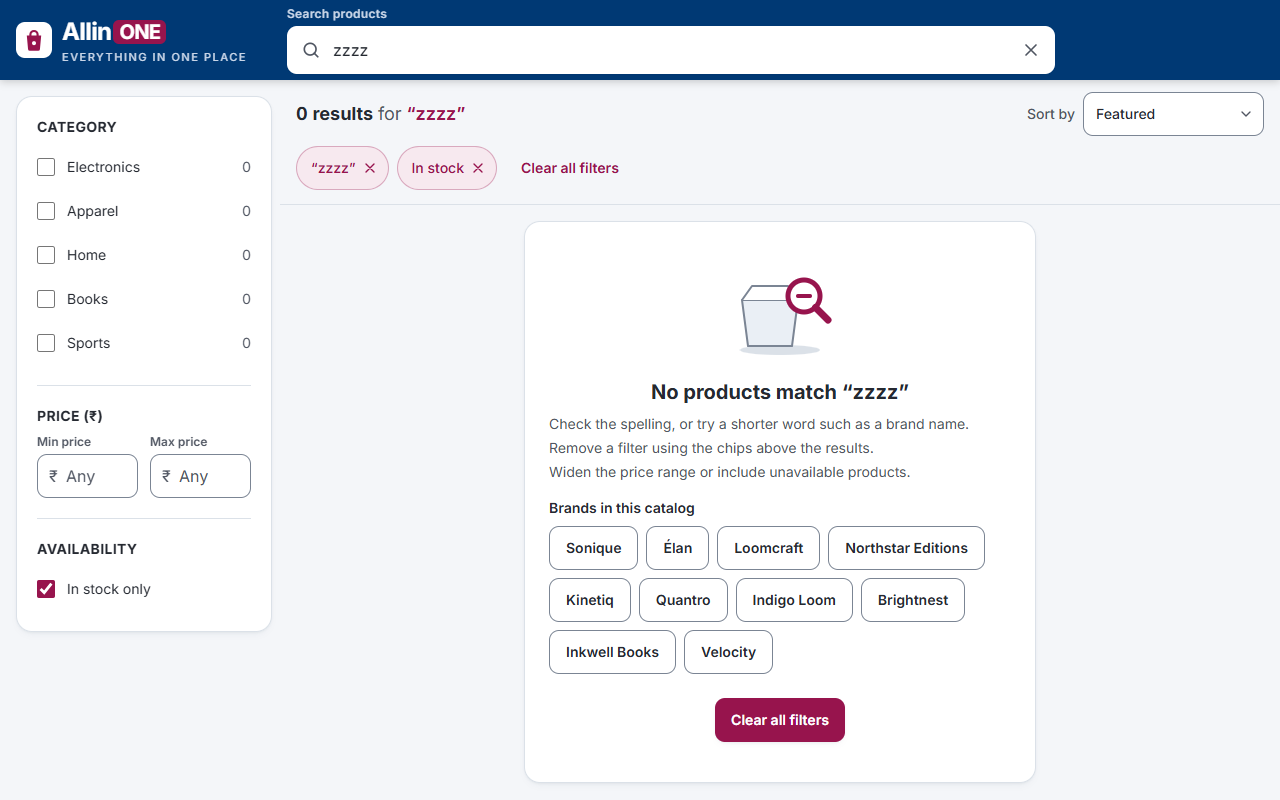 Allin ONE
EVERYTHING IN ONE PLACE
Search products
zzzz
CATEGORY
Electronics 0
Apparel 0
Home 0
Books 0
Sports 0
PRICE (₹)
Min price Max price
₹ Any ₹ Any
AVAILABILITY
In stock only
0 results for “zzzz”
Sort by Featured
“zzzz” In stock Clear all filters
No products match “zzzz”
Check the spelling, or try a shorter word such as a brand name.
Remove a filter using the chips above the results.
Widen the price range or include unavailable products.
Brands in this catalog
Sonique Élan Loomcraft Northstar Editions
Kinetiq Quantro Indigo Loom Brightnest
Inkwell Books Velocity
Clear all filters